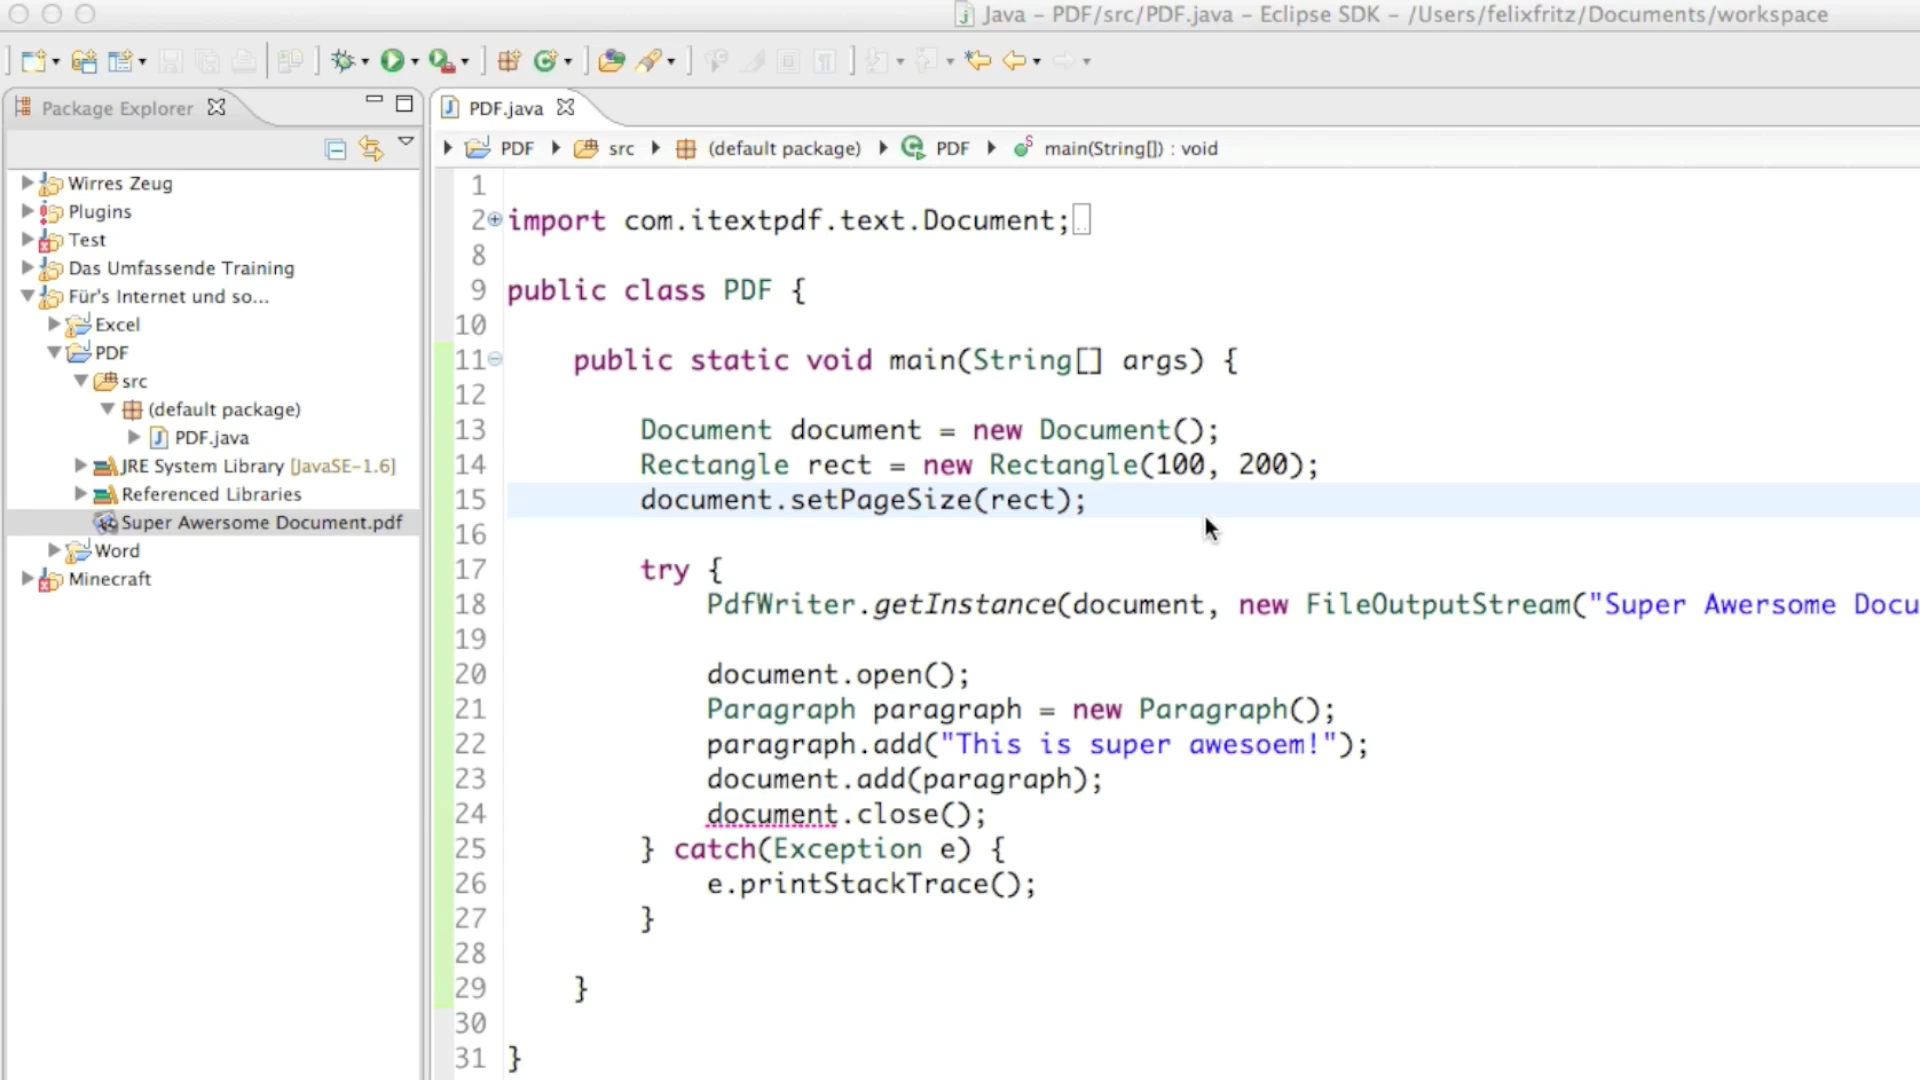 Java – PDF/src/PDF.java – Eclipse SDK – /Users/felixfritz/Documents/workspace
Package Explorer
Wirres Zeug
Plugins
Test
Das Umfassende Training
Für's Internet und so...
Excel
PDF
src
(default package)
PDF.java
JRE System Library [JavaSE-1.6]
Referenced Libraries
Super Awersome Document.pdf
Word
Minecraft
PDF.java
PDF src (default package) PDF main(String[]) : void
1
2 import com.itextpdf.text.Document;
8
9 public class PDF {
10
11 public static void main(String[] args) {
12
13 Document document = new Document();
14 Rectangle rect = new Rectangle(100, 200);
15 document.setPageSize(rect);
16
17 try {
18 PdfWriter.getInstance(document, new FileOutputStream("Super Awersome Docu
19
20 document.open();
21 Paragraph paragraph = new Paragraph();
22 paragraph.add("This is super awesoem!");
23 document.add(paragraph);
24 document.close();
25 } catch(Exception e) {
26 e.printStackTrace();
27 }
28
29 }
30
31 }